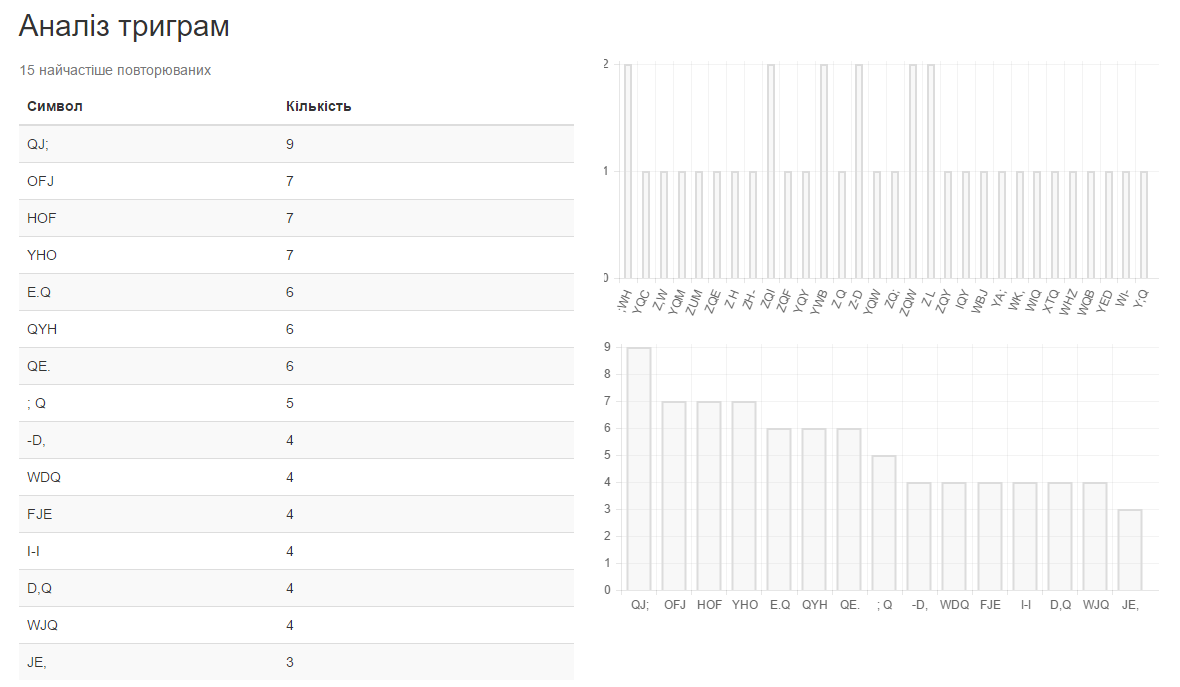 Аналіз триграм
15 найчастіше повторюваних
Символ Кількість
QJ; 9
OFJ 7
HOF 7
YHO 7
E.Q 6
QYH 6
QE. 6
; Q 5
-D, 4
WDQ 4
FJE 4
I-I 4
D,Q 4
WJQ 4
JE, 3
2
1
0
;WH YQC Z,W YQM ZUM ZQE Z H ZH- ZQI ZQF YQY YWB Z Q Z-D YQW ZQ; ZQW Z L ZQY IQY WBJ YA; WK, WIQ XTQ WHZ WQB YED WI- Y;Q
9
8
7
6
5
4
3
2
1
0
QJ; OFJ HOF YHO E.Q QYH QE. ; Q -D, WDQ FJE I-I D,Q WJQ JE,